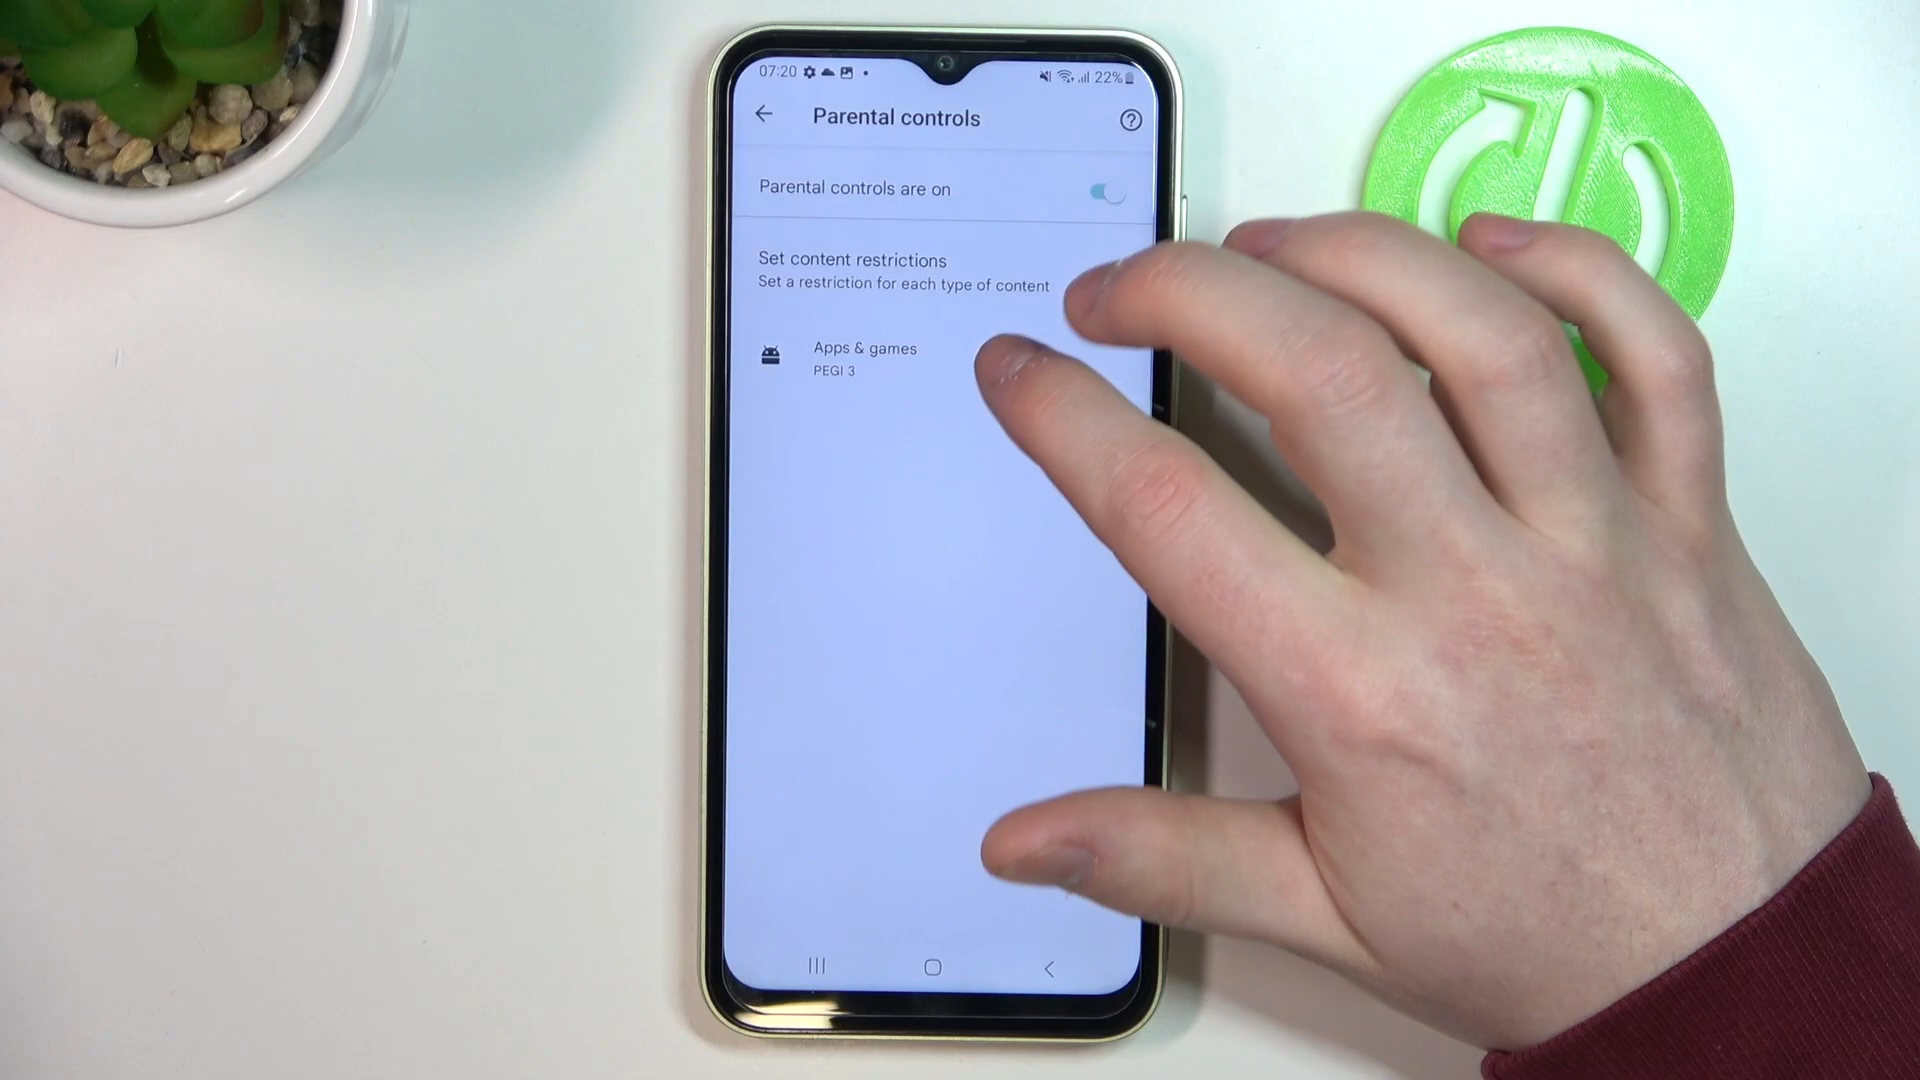 07:20 22%
Parental controls
Parental controls are on
Set content restrictions
Set a restriction for each type of content
Apps & games
PEGI 3